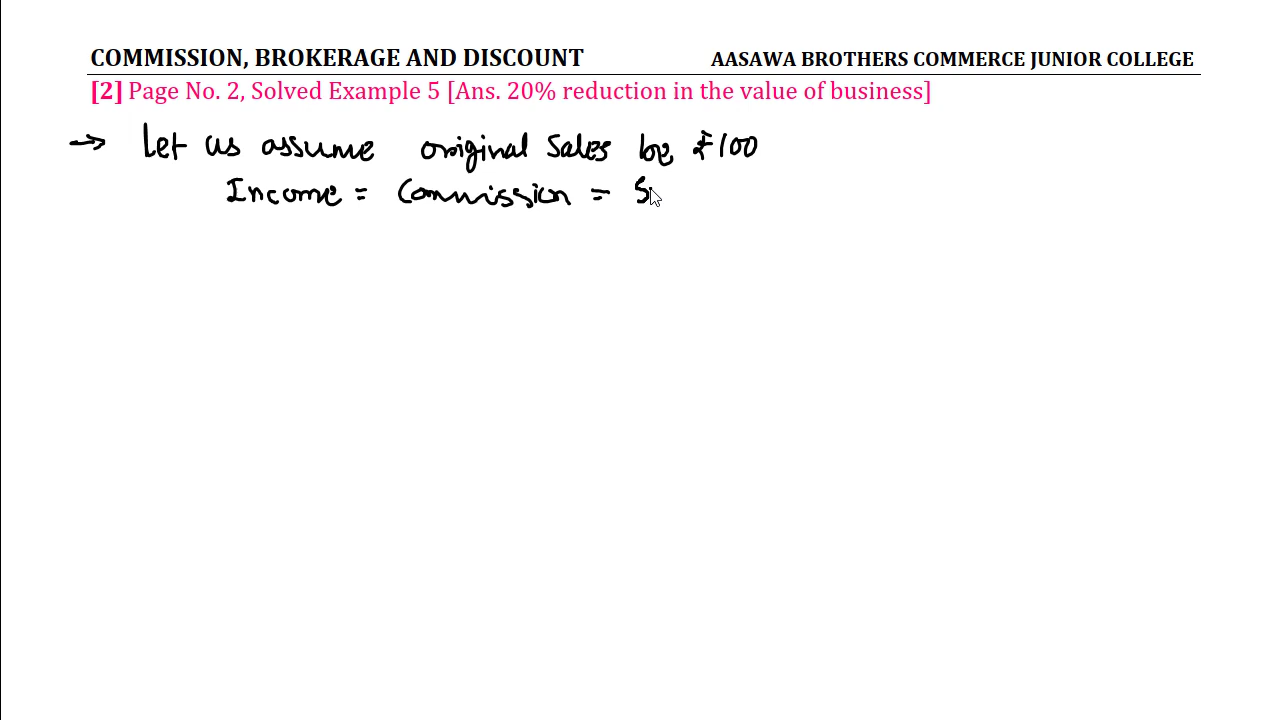 COMMISSION, BROKERAGE AND DISCOUNT AASAWA BROTHERS COMMERCE JUNIOR COLLEGE
[2] Page No. 2, Solved Example 5 [Ans. 20% reduction in the value of business]
→ Let us assume original sales be ₹100
Income = Commission = 5